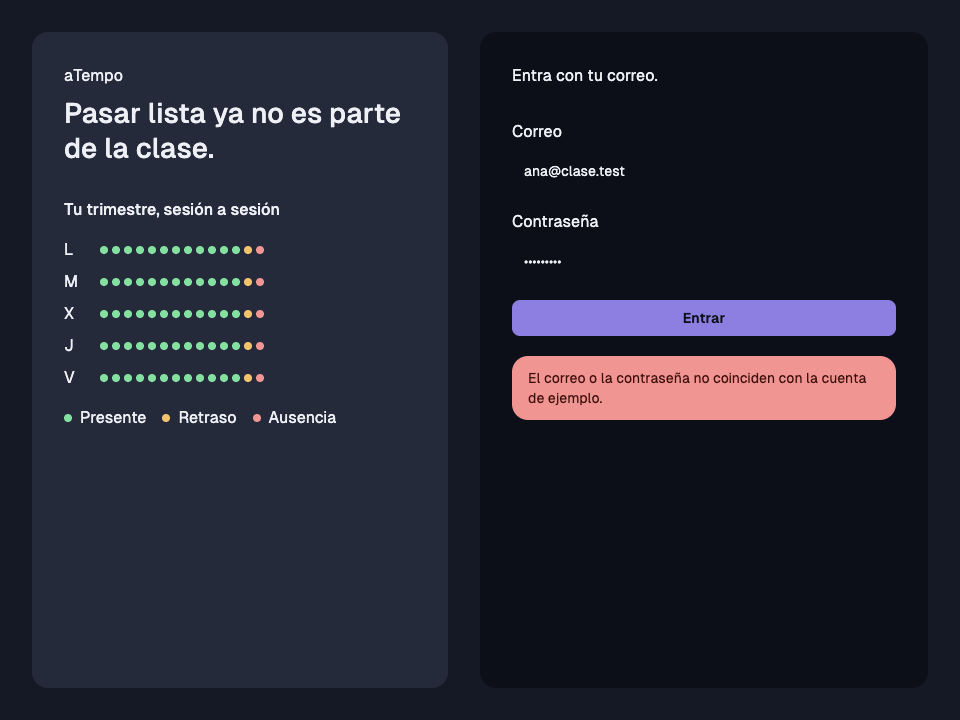 aTempo
Pasar lista ya no es parte
de la clase.
Tu trimestre, sesión a sesión
L
M
X
J
V
Presente Retraso Ausencia
Entra con tu correo.
Correo
ana@clase.test
Contraseña
•••••••••
Entrar
El correo o la contraseña no coinciden con la cuenta
de ejemplo.